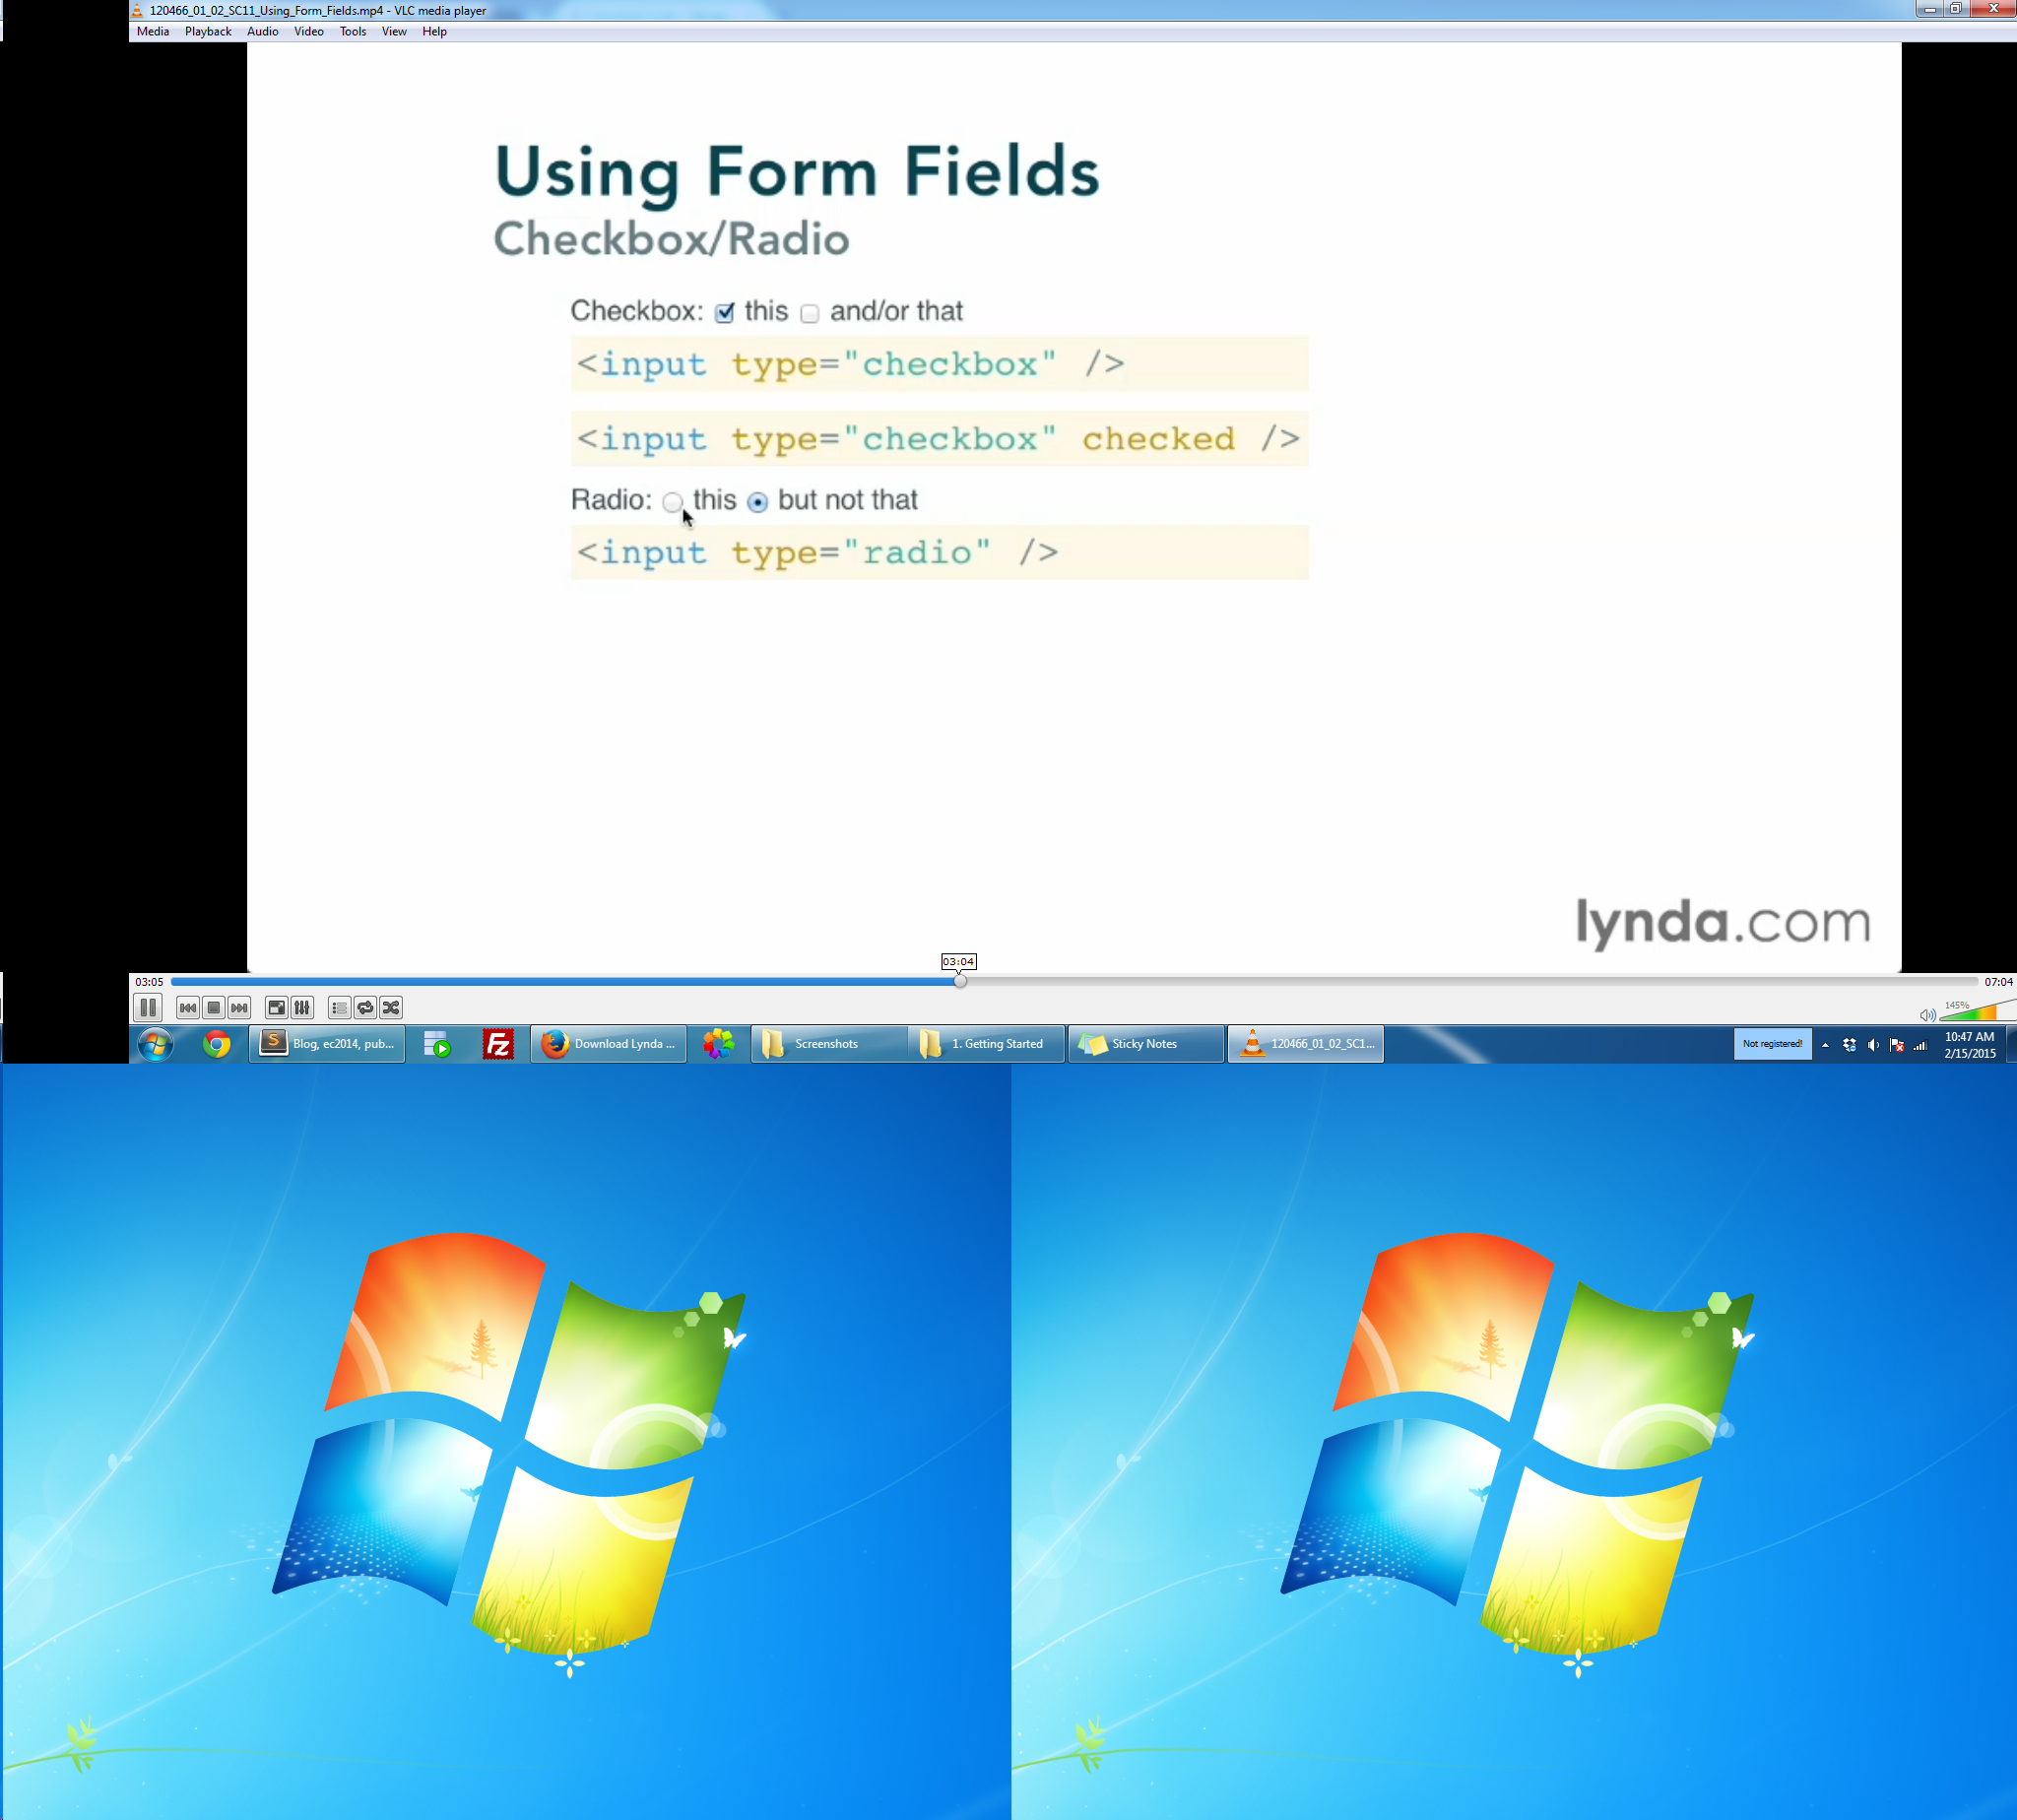 120466_01_02_SC11_Using_Form_Fields.mp4 - VLC media player
Media Playback Audio Video Tools View Help
Using Form Fields
Checkbox/Radio
Checkbox: this and/or that
<input type="checkbox" />
<input type="checkbox" checked />
Radio: this but not that
<input type="radio" />
lynda.com
03:04
03:05 07:04
145%
Blog, ec2014, pub... Fz Download Lynda ... Screenshots 1. Getting Started Sticky Notes 120466_01_02_SC1... Not registered! 10:47 AM
2/15/2015